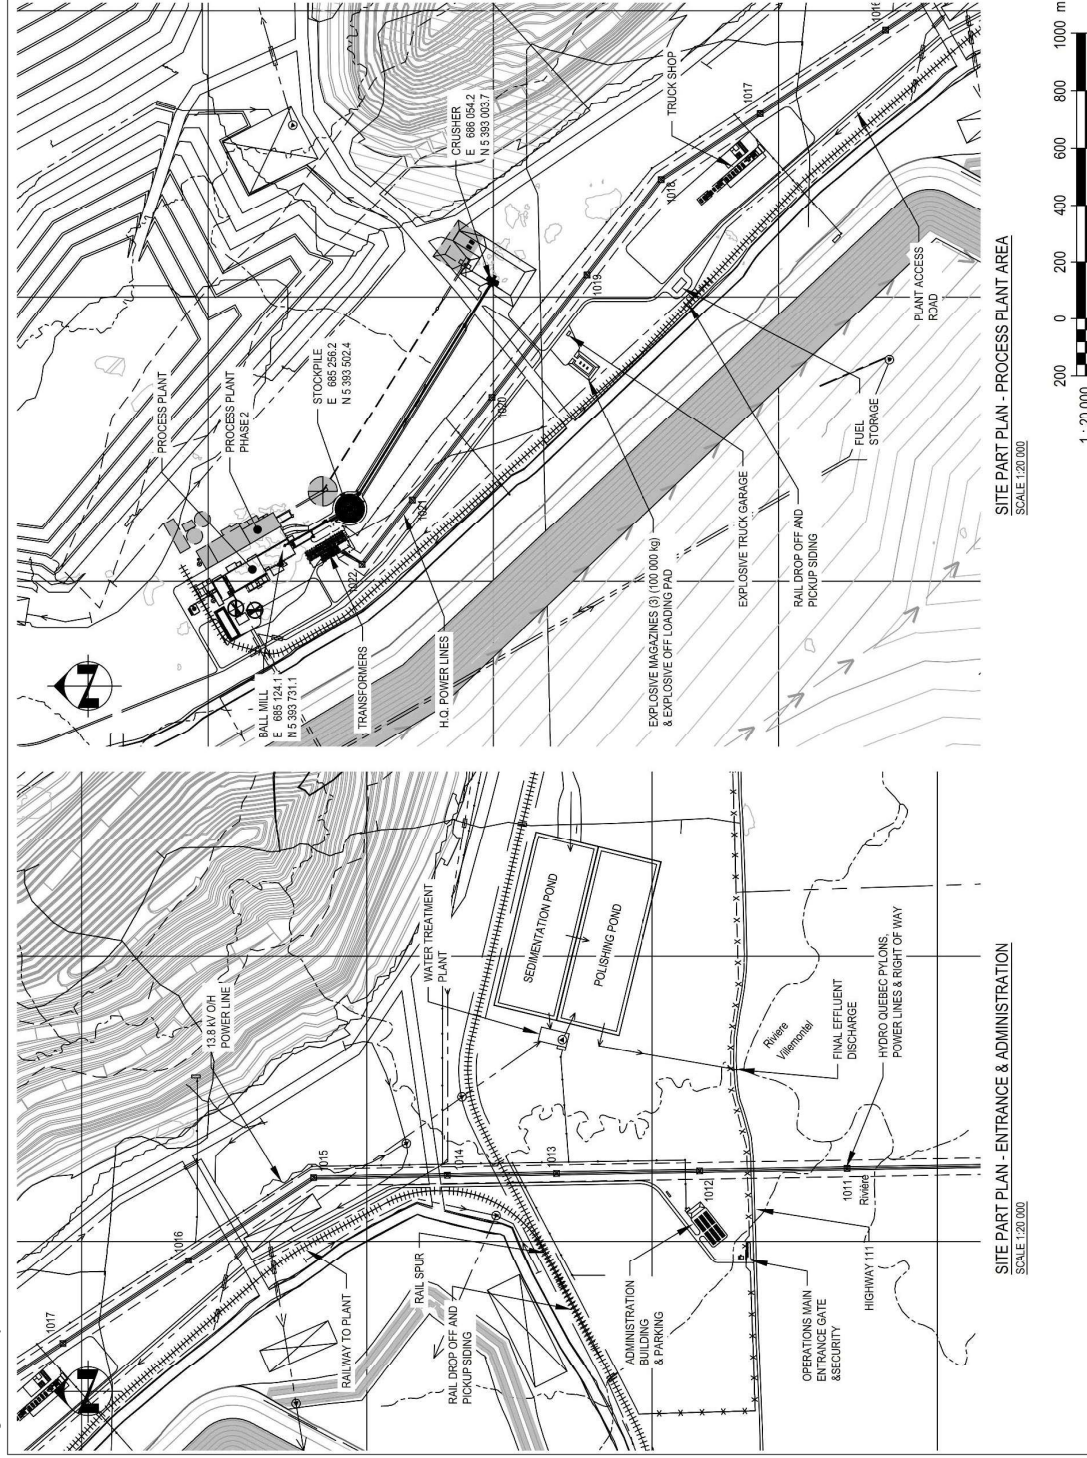 1016
1017
TRUCK SHOP
CRUSHER
E 686 054.2
N 5 393 003.7
1018
1019
PROCESS PLANT
PROCESS PLANT
PHASE2
STOCKPILE
E 685 256.2
N 5 393 502.4
1020
1021
1022
BALL MILL
E 685 124.1
N 5 393 731.1
TRANSFORMERS
H.Q. POWER LINES
EXPLOSIVE MAGAZINES (3) (100 000 kg)
& EXPLOSIVE OFF LOADING PAD
EXPLOSIVE TRUCK GARAGE
RAIL DROP OFF AND
PICKUP SIDING
FUEL
STORAGE
PLANT ACCESS
ROAD
N
SITE PART PLAN - PROCESS PLANT AREA
SCALE 1:20 000
1017
N
1016
13.8 kV O/H
POWER LINE
1015
WATER TREATMENT
PLANT
SEDIMENTATION POND
POLISHING POND
1014
1013
1012
1011
Rivière
RAILWAY TO PLANT
RAIL SPUR
RAIL DROP OFF AND
PICKUP SIDING
ADMINISTRATION
BUILDING
& PARKING
OPERATIONS MAIN
ENTRANCE GATE
&SECURITY
HIGHWAY 111
Riviere
Villemontel
FINAL EFFLUENT
DISCHARGE
HYDRO QUEBEC PYLONS,
POWER LINES & RIGHT OF WAY
SITE PART PLAN - ENTRANCE & ADMINISTRATION
SCALE 1:20 000
200 0 200 400 600 800 1000 m
1 : 20 000